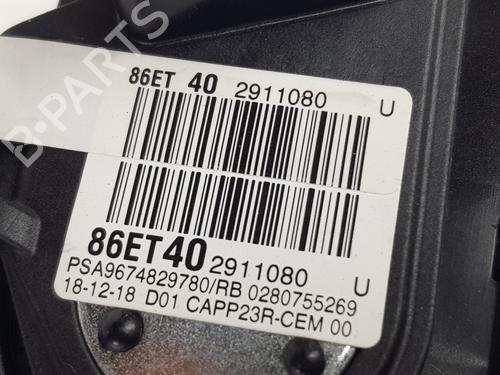 B-PARTS
86ET 40 2911080 U
86ET40 2911080 U
PSA9674829780/RB 0280755269
18-12-18 D01 CAPP23R-CEM 00